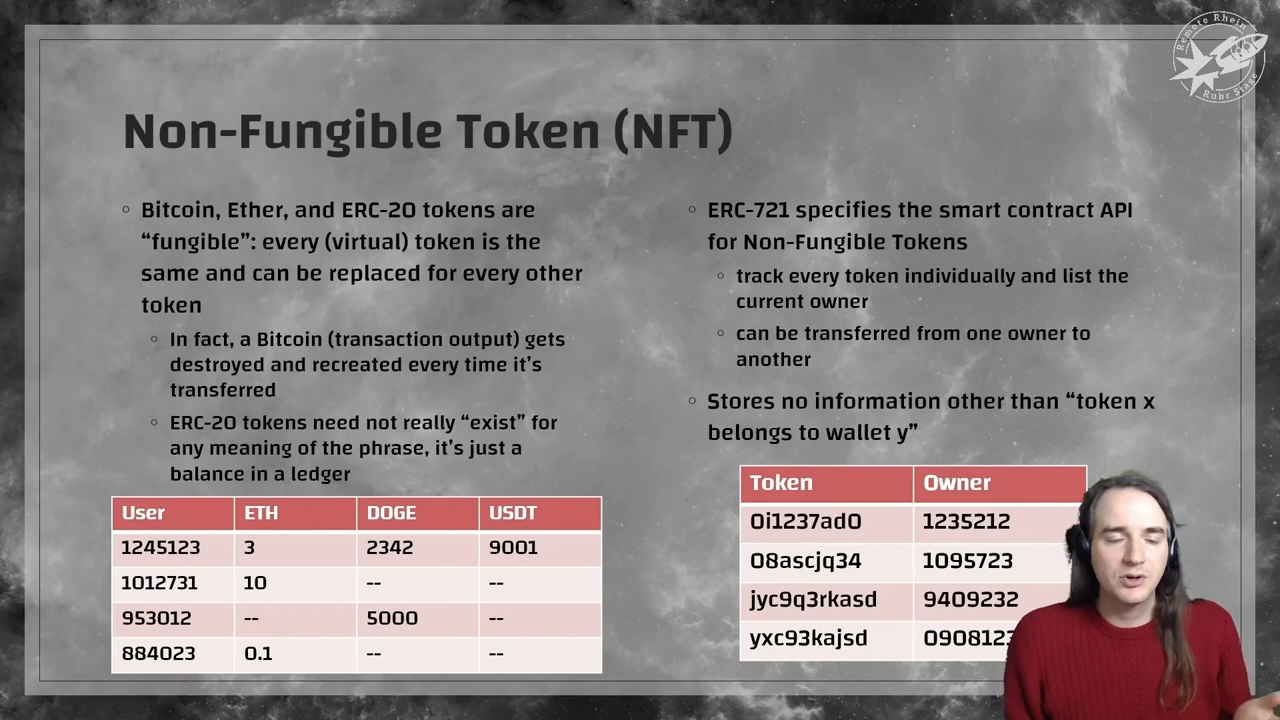 Remote Rhein
Ruhr Stage
Non-Fungible Token (NFT)
Bitcoin, Ether, and ERC-20 tokens are
“fungible”: every (virtual) token is the
same and can be replaced for every other
token
In fact, a Bitcoin (transaction output) gets
destroyed and recreated every time it’s
transferred
ERC-20 tokens need not really “exist” for
any meaning of the phrase, it’s just a
balance in a ledger
User ETH DOGE USDT
1245123 3 2342 9001
1012731 10 -- --
953012 -- 5000 --
884023 0.1 -- --
ERC-721 specifies the smart contract API
for Non-Fungible Tokens
track every token individually and list the
current owner
can be transferred from one owner to
another
Stores no information other than “token x
belongs to wallet y”
Token Owner
0i1237ad0 1235212
08ascjq34 1095723
jyc9q3rkasd 9409232
yxc93kajsd